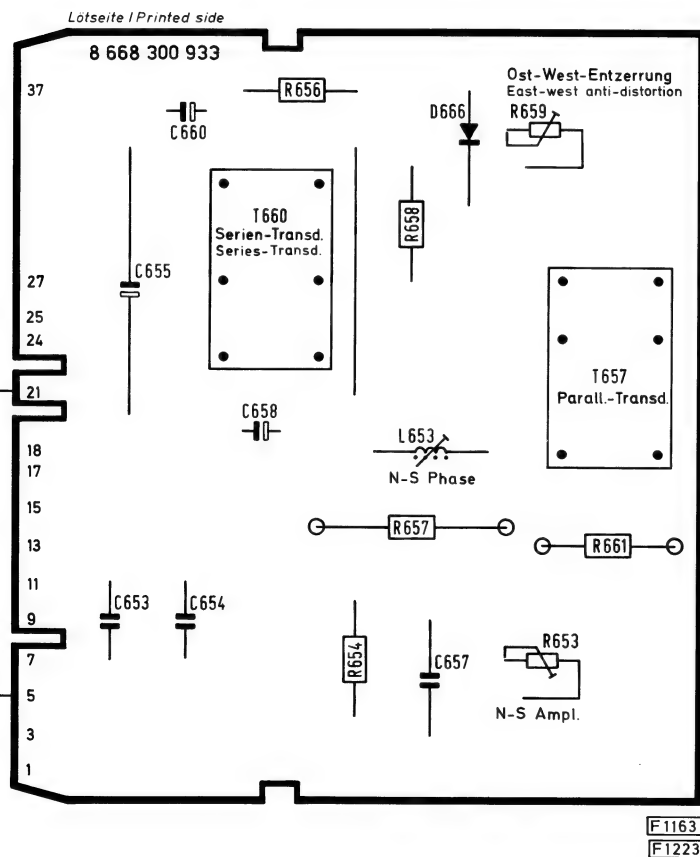 Lötseite / Printed side
8 668 300 933
37
R656
C660
D666
Ost-West-Entzerrung
East-west anti-distortion
R659
T660
Serien-Transd.
Series-Transd.
R658
C655
27
25
24
21
T657
Parall.-Transd.
C658
L653
N-S Phase
18
17
15
R657
13
R661
11
C653
C654
9
7
R654
C657
R653
N-S Ampl.
5
3
1
F1163
F1223